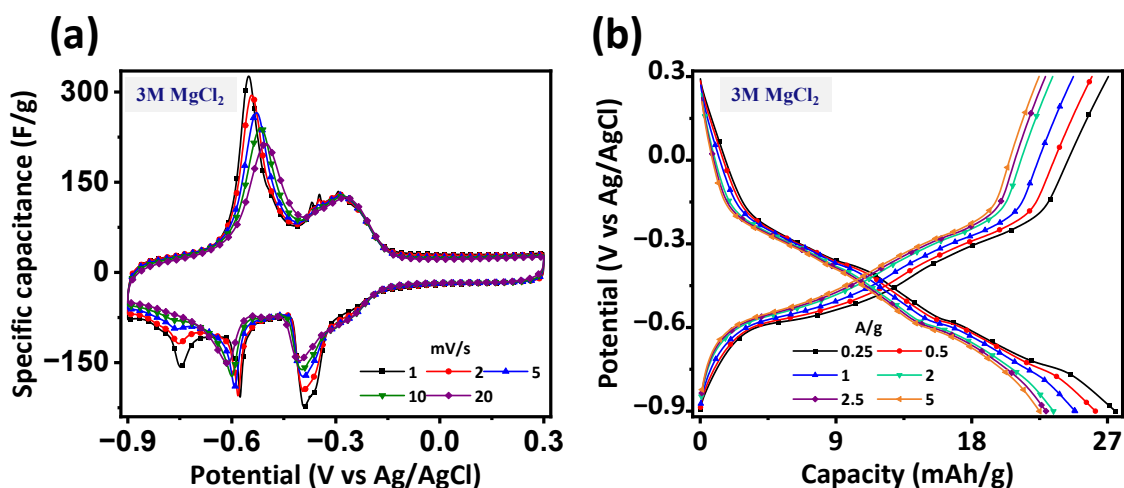 (a)
3M MgCl₂
Specific capacitance (F/g)
300
150
0
−150
mV/s
1 2 5
10 20
−0.9 −0.6 −0.3 0.0 0.3
Potential (V vs Ag/AgCl)
(b)
3M MgCl₂
Potential (V vs Ag/AgCl)
0.3
0.0
−0.3
−0.6
−0.9
A/g
0.25 0.5
1 2
2.5 5
0 9 18 27
Capacity (mAh/g)